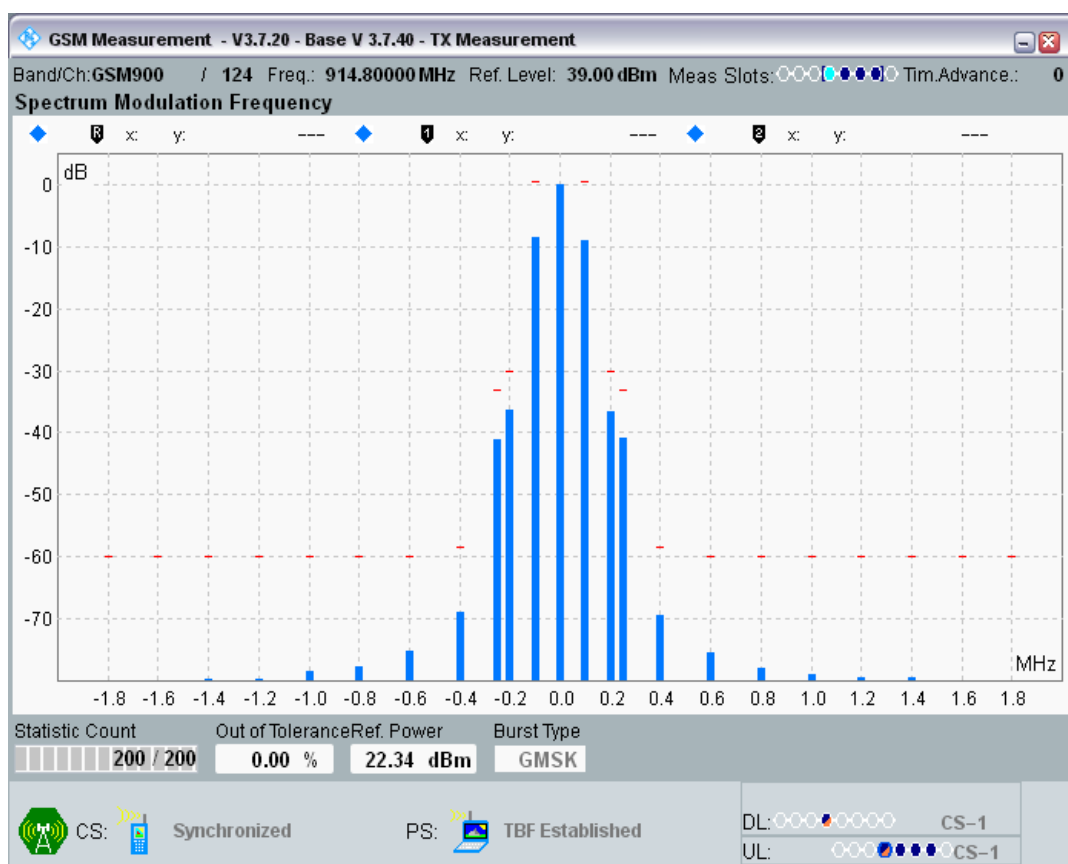 GSM Measurement - V3.7.20 - Base V 3.7.40 - TX Measurement
Band/Ch:GSM900 / 124 Freq.: 914.80000 MHz Ref. Level: 39.00 dBm Meas Slots: Tim.Advance.: 0
Spectrum Modulation Frequency
R x: y: --- 1 x: y: --- 2 x: y: ---
dB
0
-10
-20
-30
-40
-50
-60
-70
MHz
-1.8 -1.6 -1.4 -1.2 -1.0 -0.8 -0.6 -0.4 -0.2 0.0 0.2 0.4 0.6 0.8 1.0 1.2 1.4 1.6 1.8
Statistic Count Out of Tolerance Ref. Power Burst Type
200 / 200 0.00 % 22.34 dBm GMSK
CS: Synchronized PS: TBF Established
DL: CS-1
UL: CS-1